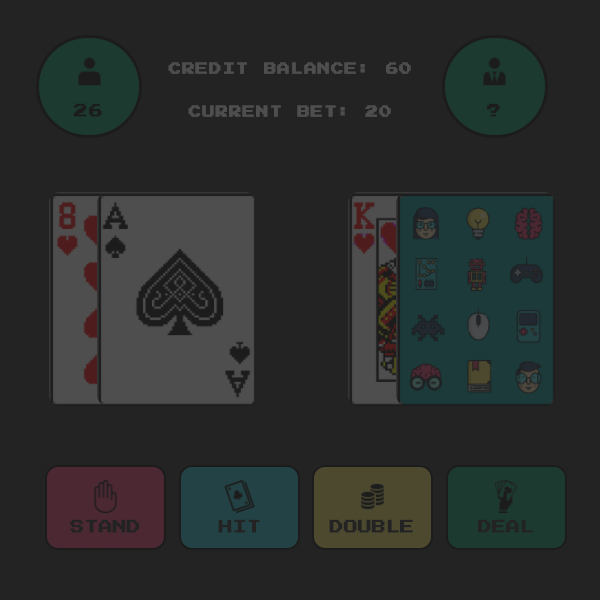 CREDIT BALANCE: 60
26
CURRENT BET: 20
?
8
A
A
K
STAND
HIT
DOUBLE
DEAL